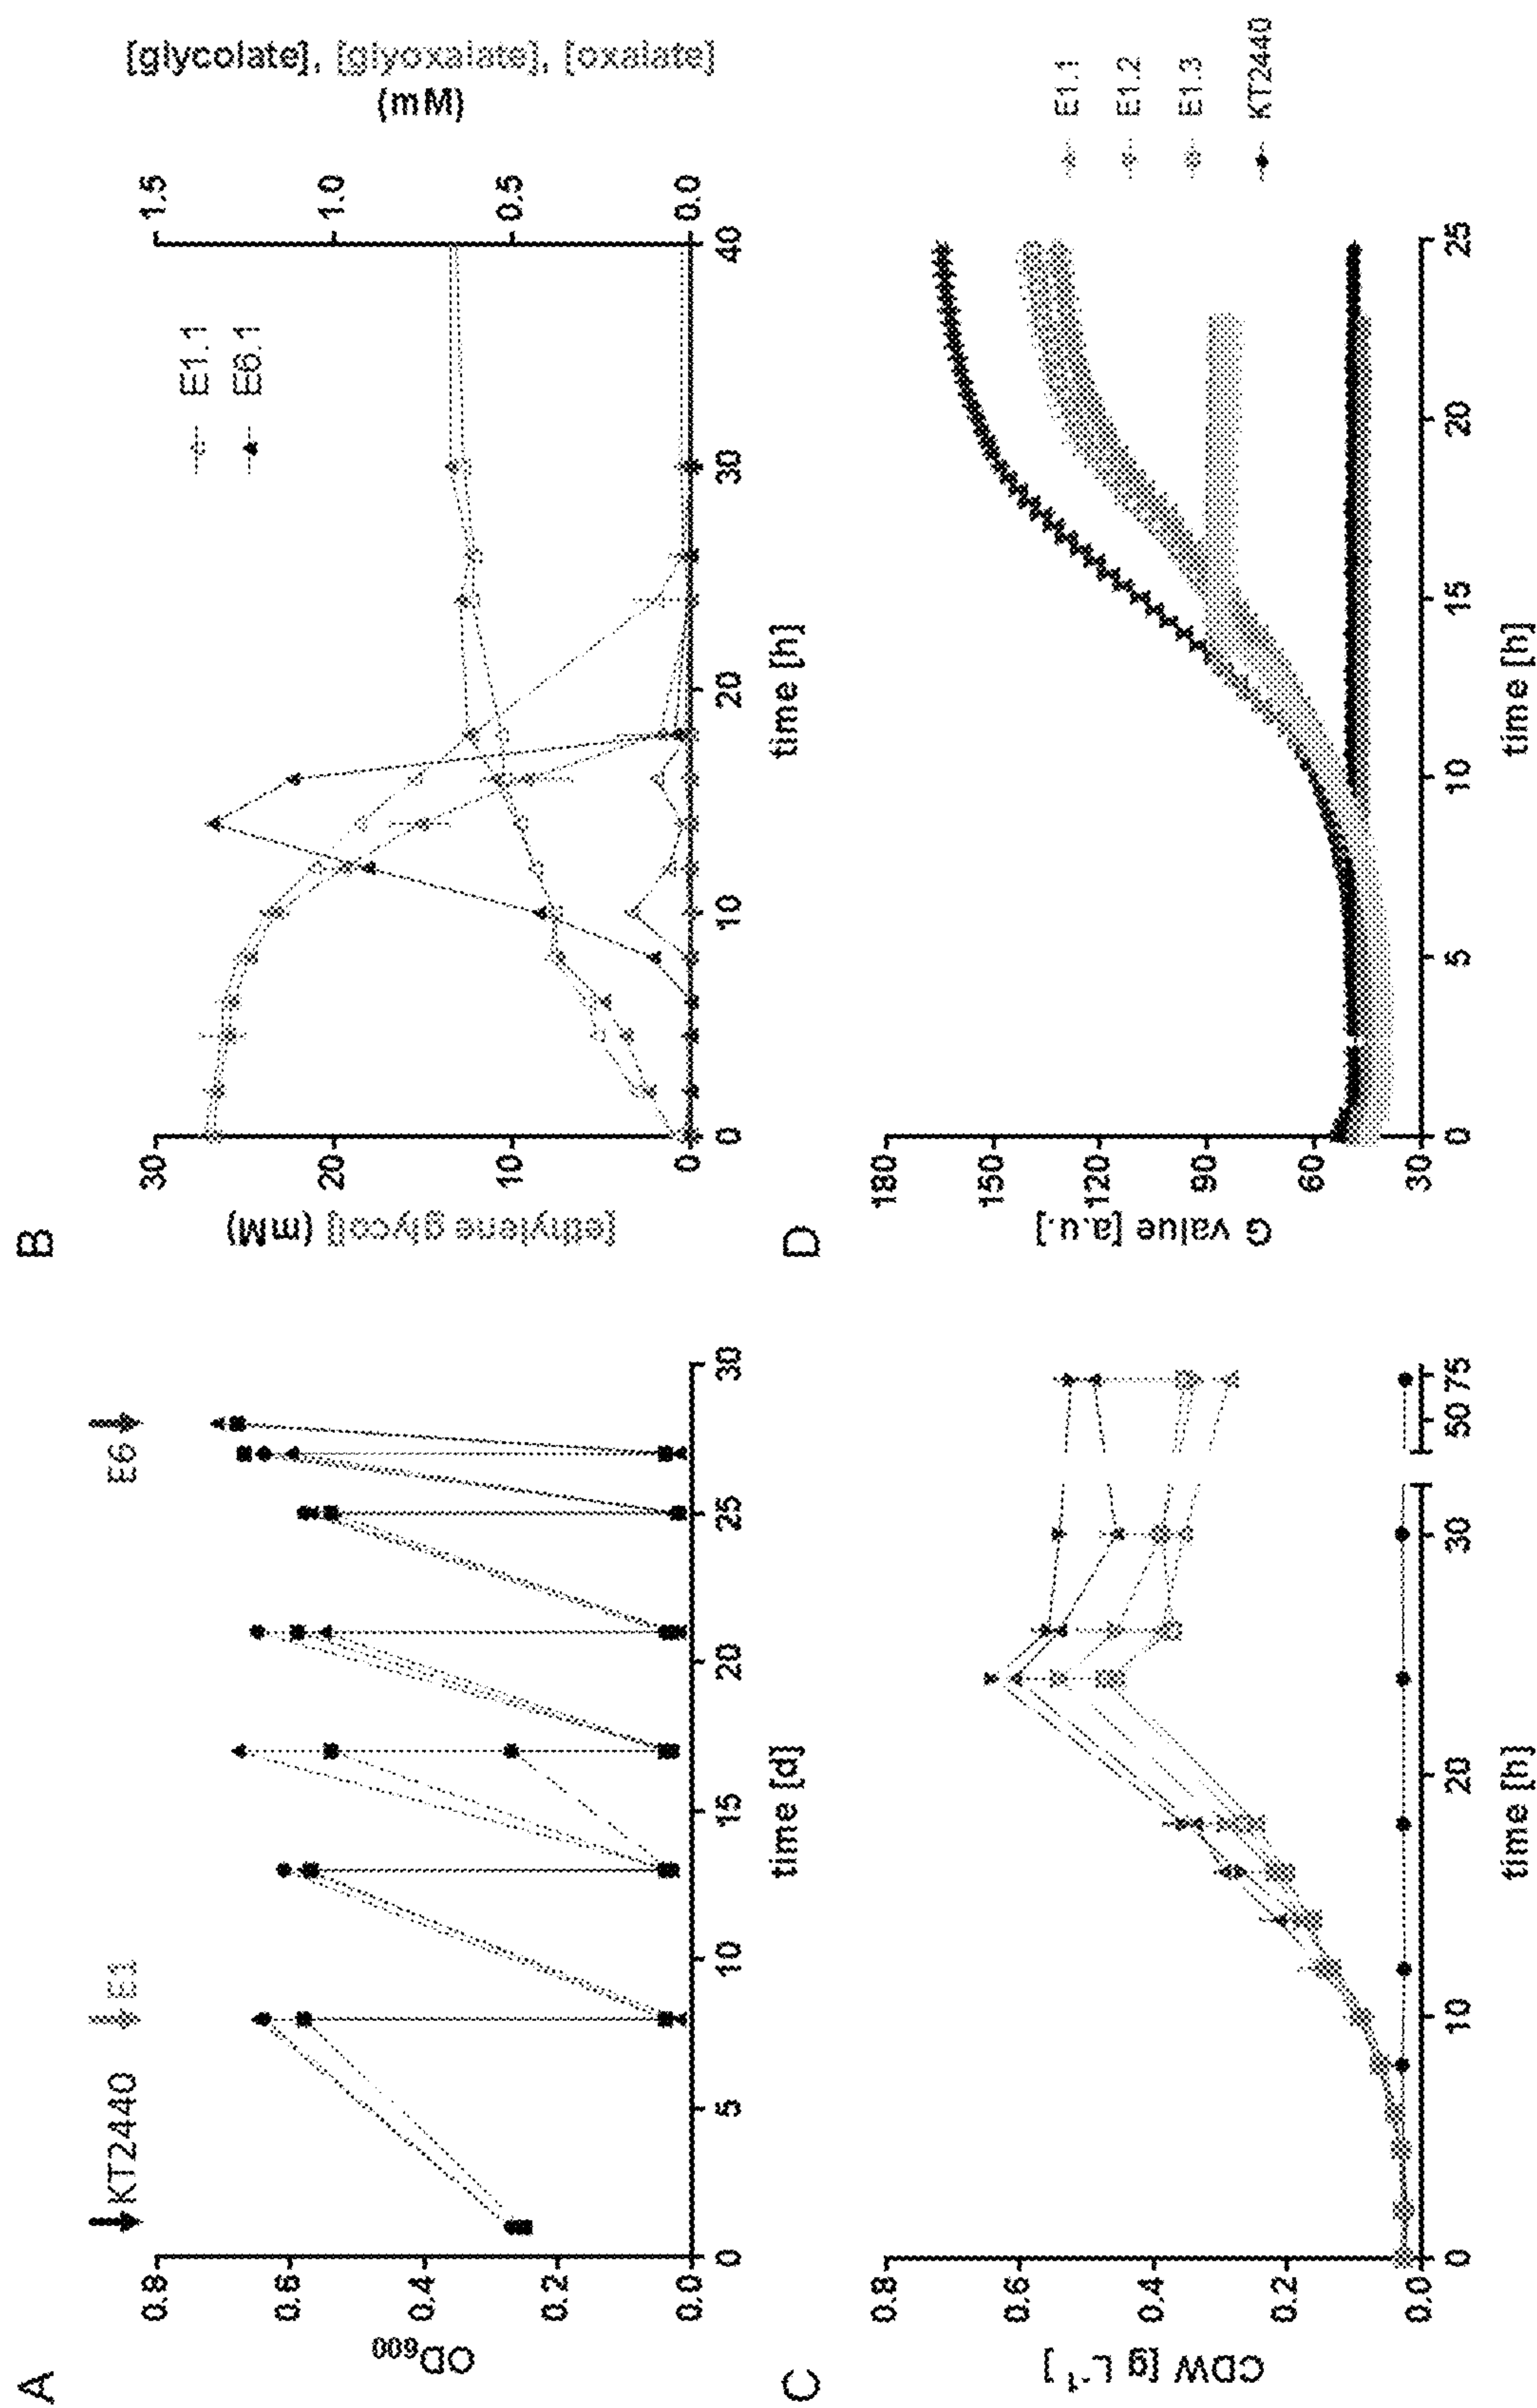 A
KT2440
E1
E6
OD600
0.8
0.6
0.4
0.2
0.0
0
5
10
15
20
25
30
time [d]
B
[ethylene glycol] (mM)
30
20
10
0
0
10
20
30
40
time [h]
E1.1
E6.1
1.5
1.0
0.5
0.0
[glycolate], [glyoxalate], [oxalate]
(mM)
C
CDW [g L-1]
0.8
0.6
0.4
0.2
0.0
0
10
20
30
50
75
time [h]
D
G value [a.u.]
180
150
120
90
60
30
0
5
10
15
20
25
time [h]
E1.1
E1.2
E1.3
KT2440